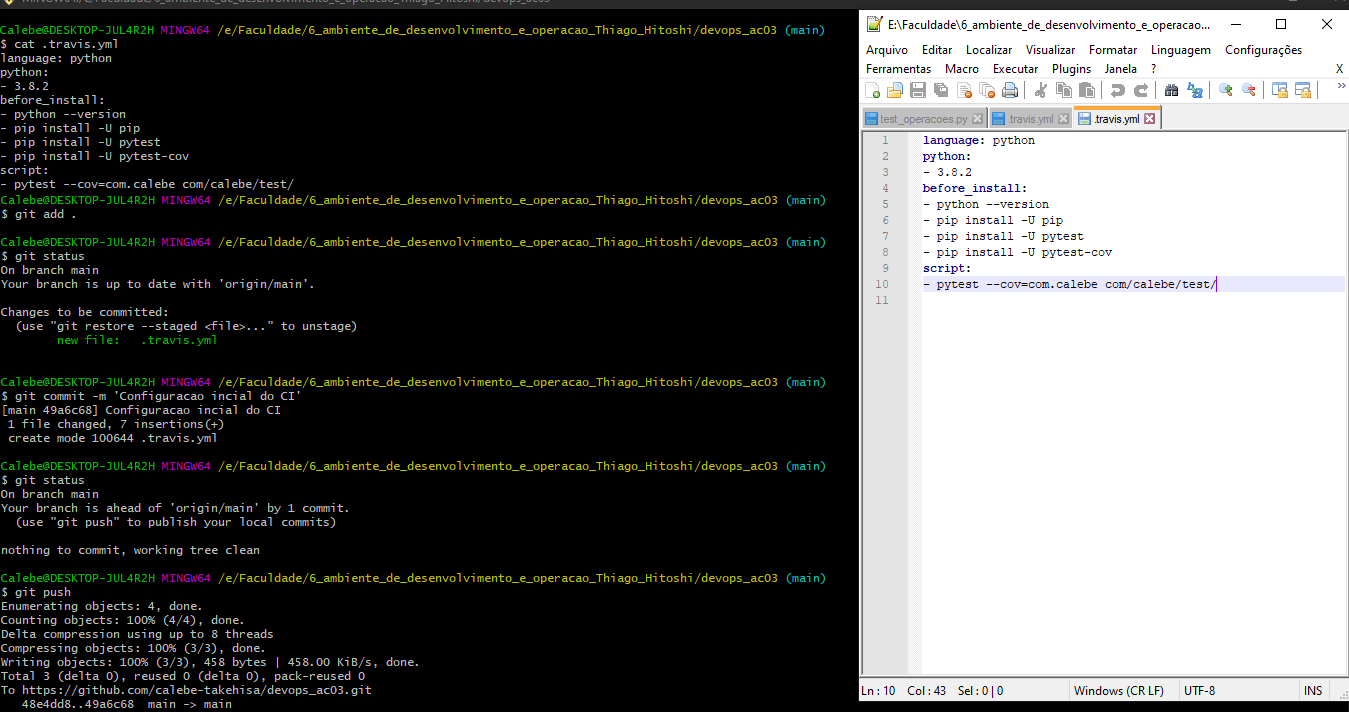 MINGW64:/e/Faculdade/6_ambiente_de_desenvolvimento_e_operacao_Thiago_Hitoshi/devops_ac03
Calebe@DESKTOP-JUL4R2H MINGW64 /e/Faculdade/6_ambiente_de_desenvolvimento_e_operacao_Thiago_Hitoshi/devops_ac03 (main)
$ cat .travis.yml
language: python
python:
- 3.8.2
before_install:
- python --version
- pip install -U pip
- pip install -U pytest
- pip install -U pytest-cov
script:
- pytest --cov=com.calebe com/calebe/test/
Calebe@DESKTOP-JUL4R2H MINGW64 /e/Faculdade/6_ambiente_de_desenvolvimento_e_operacao_Thiago_Hitoshi/devops_ac03 (main)
$ git add .
Calebe@DESKTOP-JUL4R2H MINGW64 /e/Faculdade/6_ambiente_de_desenvolvimento_e_operacao_Thiago_Hitoshi/devops_ac03 (main)
$ git status
On branch main
Your branch is up to date with 'origin/main'.
Changes to be committed:
(use "git restore --staged <file>..." to unstage)
new file: .travis.yml
Calebe@DESKTOP-JUL4R2H MINGW64 /e/Faculdade/6_ambiente_de_desenvolvimento_e_operacao_Thiago_Hitoshi/devops_ac03 (main)
$ git commit -m 'Configuracao incial do CI'
[main 49a6c68] Configuracao incial do CI
1 file changed, 7 insertions(+)
create mode 100644 .travis.yml
Calebe@DESKTOP-JUL4R2H MINGW64 /e/Faculdade/6_ambiente_de_desenvolvimento_e_operacao_Thiago_Hitoshi/devops_ac03 (main)
$ git status
On branch main
Your branch is ahead of 'origin/main' by 1 commit.
(use "git push" to publish your local commits)
nothing to commit, working tree clean
Calebe@DESKTOP-JUL4R2H MINGW64 /e/Faculdade/6_ambiente_de_desenvolvimento_e_operacao_Thiago_Hitoshi/devops_ac03 (main)
$ git push
Enumerating objects: 4, done.
Counting objects: 100% (4/4), done.
Delta compression using up to 8 threads
Compressing objects: 100% (3/3), done.
Writing objects: 100% (3/3), 458 bytes | 458.00 KiB/s, done.
Total 3 (delta 0), reused 0 (delta 0), pack-reused 0
To https://github.com/calebe-takehisa/devops_ac03.git
48e4dd8..49a6c68 main -> main
E:\Faculdade\6_ambiente_de_desenvolvimento_e_operacao...
Arquivo Editar Localizar Visualizar Formatar Linguagem Configurações
Ferramentas Macro Executar Plugins Janela ? X
test_operacoes.py .travis.yml .travis.yml
1 language: python
2 python:
3 - 3.8.2
4 before_install:
5 - python --version
6 - pip install -U pip
7 - pip install -U pytest
8 - pip install -U pytest-cov
9 script:
10 - pytest --cov=com.calebe com/calebe/test/
11
Ln : 10 Col : 43 Sel : 0 | 0 Windows (CR LF) UTF-8 INS